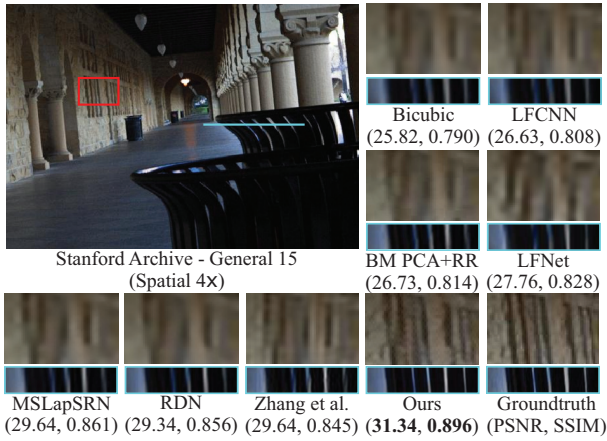 Bicubic
(25.82, 0.790)
LFCNN
(26.63, 0.808)
Stanford Archive - General 15
(Spatial 4x)
BM PCA+RR
(26.73, 0.814)
LFNet
(27.76, 0.828)
MSLapSRN
(29.64, 0.861)
RDN
(29.34, 0.856)
Zhang et al.
(29.64, 0.845)
Ours
(31.34, 0.896)
Groundtruth
(PSNR, SSIM)